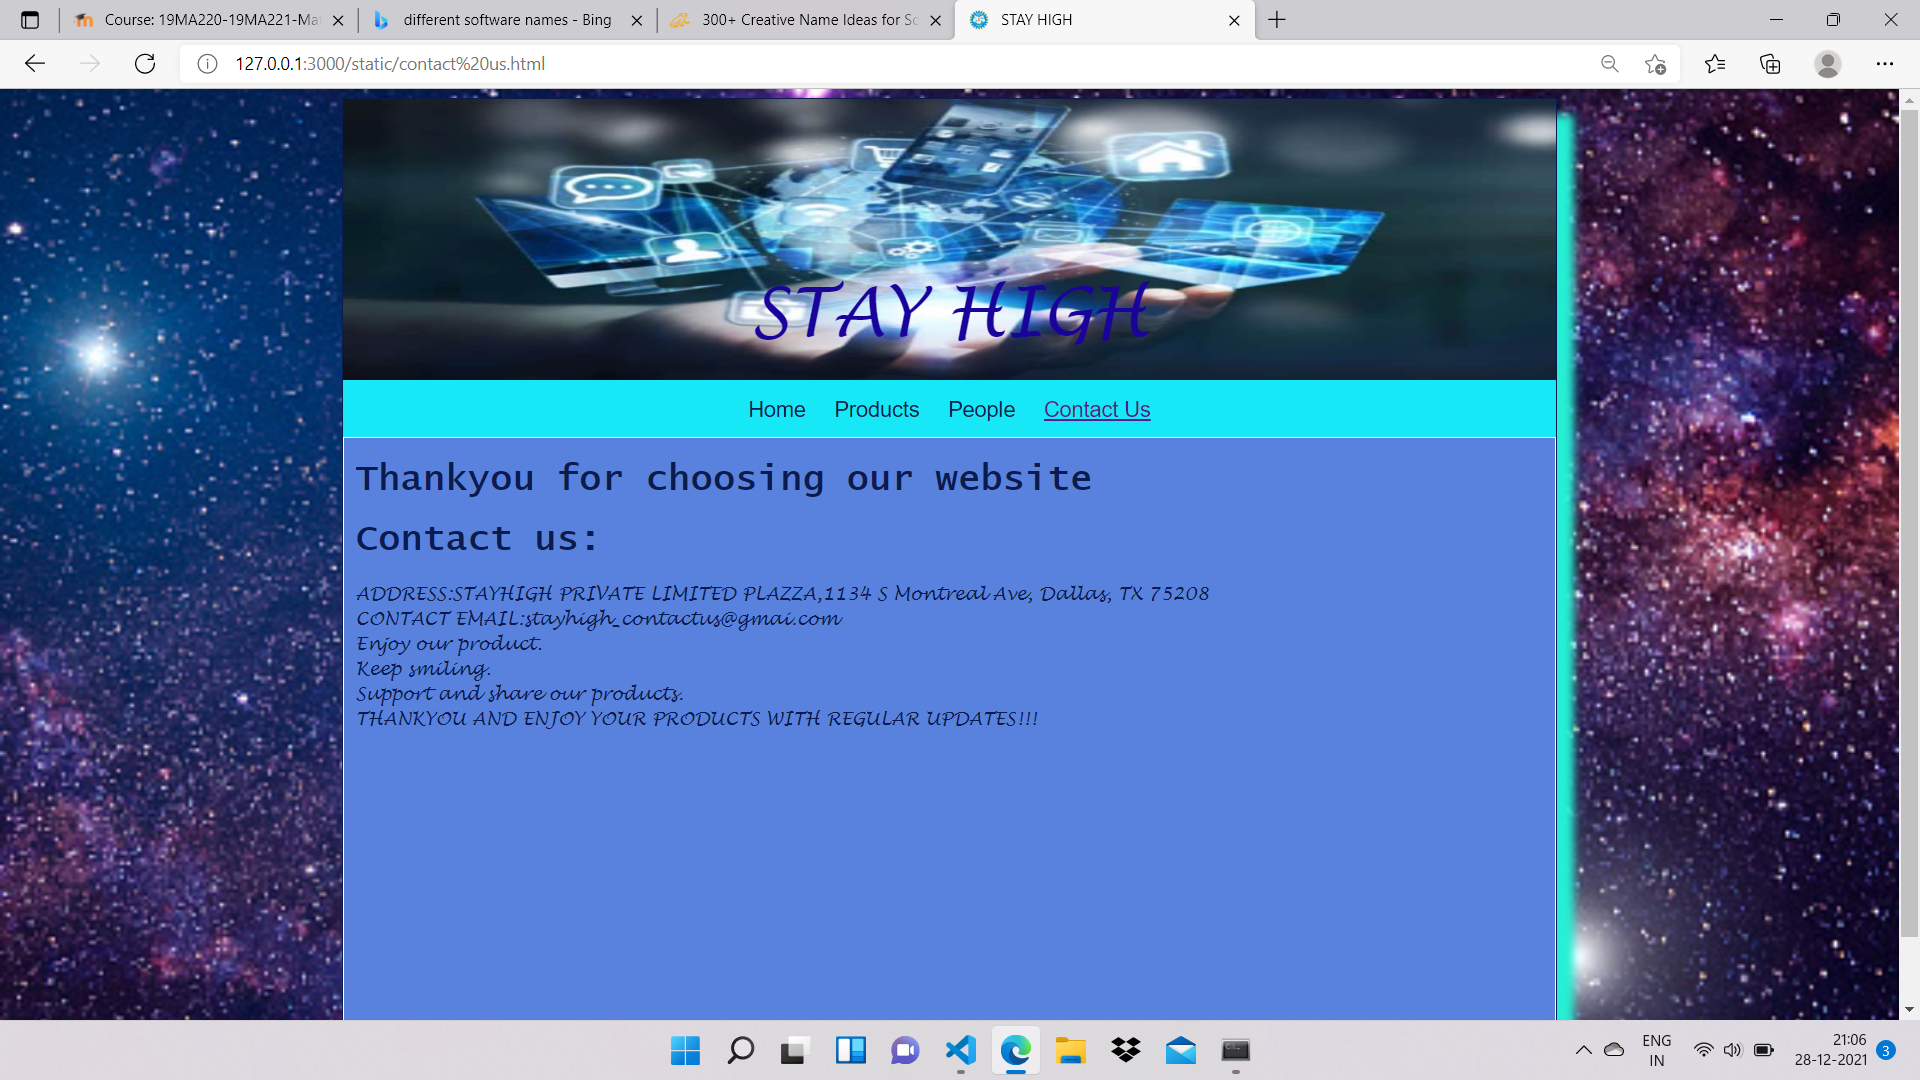 Course: 19MA220-19MA221-Ma
different software names - Bing
300+ Creative Name Ideas for Sc
STAY HIGH
127.0.0.1:3000/static/contact%20us.html
STAY HIGH
Home Products People Contact Us
Thankyou for choosing our website
Contact us:
ADDRESS:STAYHIGH PRIVATE LIMITED PLAZZA,1134 S Montreal Ave, Dallas, TX 75208
CONTACT EMAIL:stayhigh_contactus@gmai.com
Enjoy our product.
Keep smiling.
Support and share our products.
THANKYOU AND ENJOY YOUR PRODUCTS WITH REGULAR UPDATES!!!
ENG
IN
21:06
28-12-2021
3